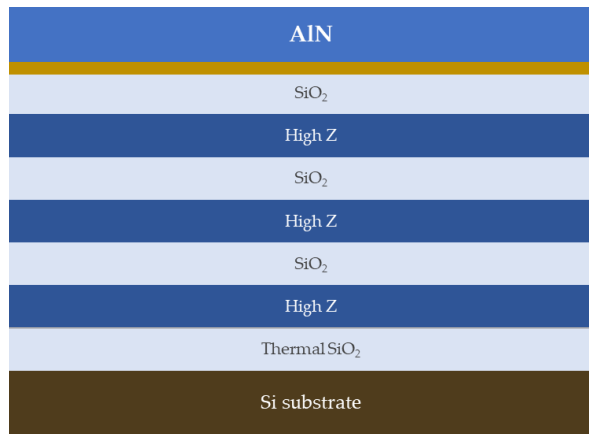 AlN
SiO₂
High Z
SiO₂
High Z
SiO₂
High Z
Thermal SiO₂
Si substrate